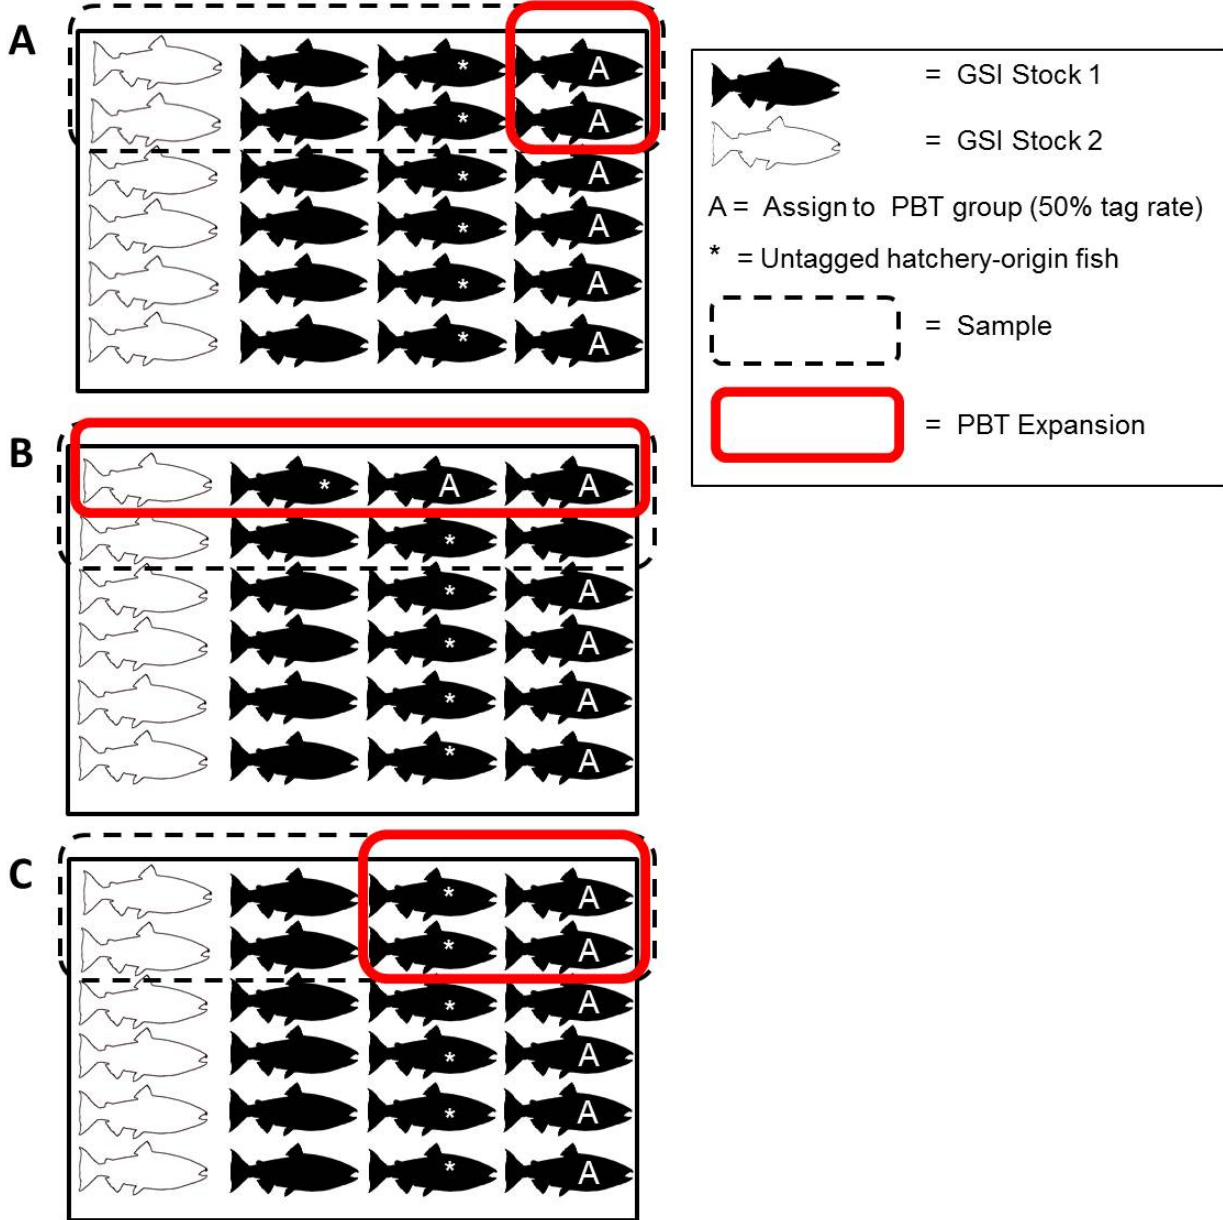 A
* A
* A
* A
* A
* A
* A
= GSI Stock 1
= GSI Stock 2
A = Assign to PBT group (50% tag rate)
* = Untagged hatchery-origin fish
= Sample
= PBT Expansion
B
* A A
*
* A
* A
* A
* A
C
* A
* A
* A
* A
* A
* A